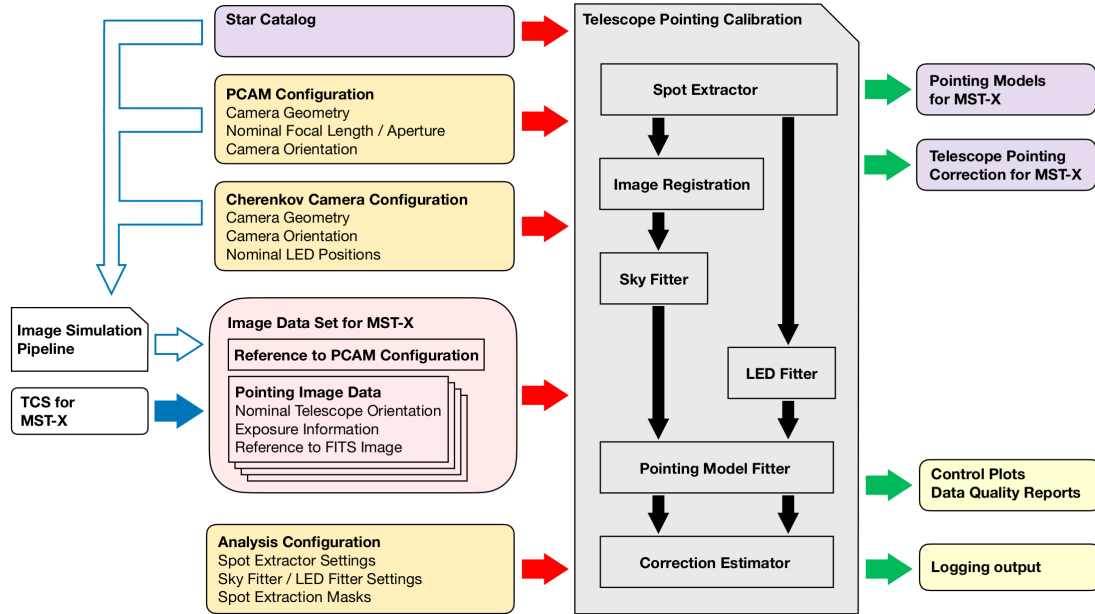 Star Catalog
PCAM Configuration
Camera Geometry
Nominal Focal Length / Aperture
Camera Orientation
Cherenkov Camera Configuration
Camera Geometry
Camera Orientation
Nominal LED Positions
Image Simulation
Pipeline
TCS for
MST-X
Image Data Set for MST-X
Reference to PCAM Configuration
Pointing Image Data
Nominal Telescope Orientation
Exposure Information
Reference to FITS Image
Analysis Configuration
Spot Extractor Settings
Sky Fitter / LED Fitter Settings
Spot Extraction Masks
Telescope Pointing Calibration
Spot Extractor
Image Registration
Sky Fitter
LED Fitter
Pointing Model Fitter
Correction Estimator
Pointing Models
for MST-X
Telescope Pointing
Correction for MST-X
Control Plots
Data Quality Reports
Logging output